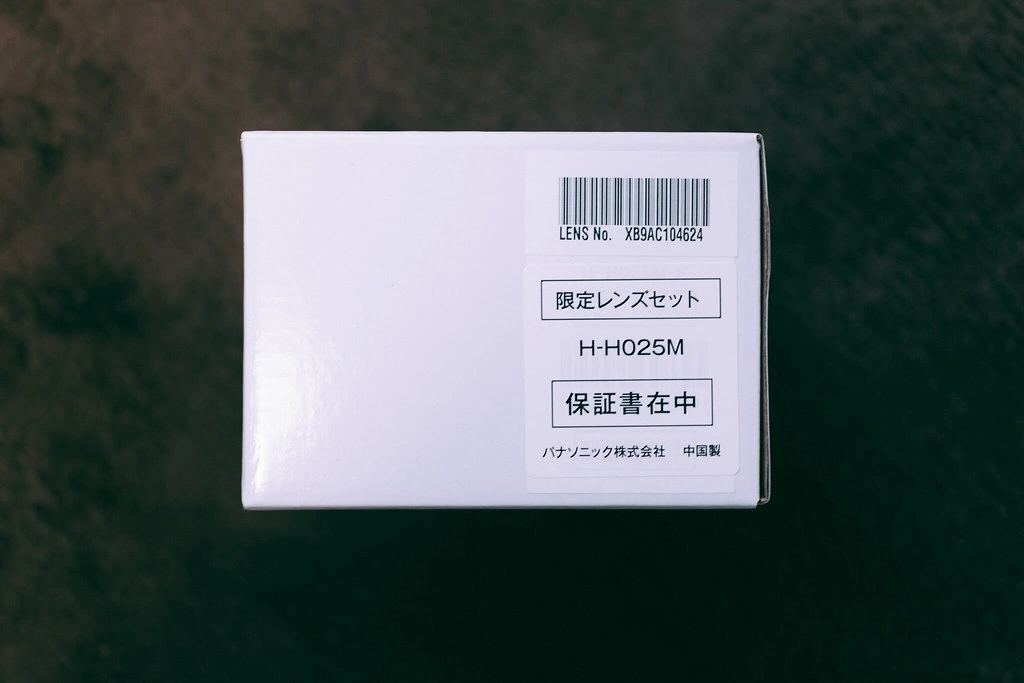 LENS No. XB9AC104624
限定レンズセット
H-H025M
保証書在中
パナソニック株式会社 中国製